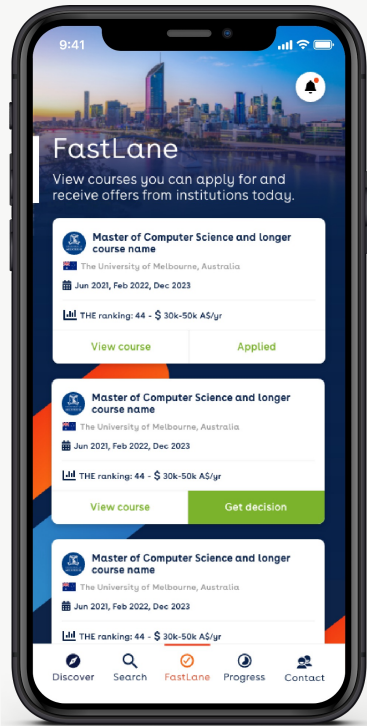 9:41
FastLane
View courses you can apply for and
receive offers from institutions today.
Master of Computer Science and longer
course name
The University of Melbourne, Australia
Jun 2021, Feb 2022, Dec 2023
THE ranking: 44 - $ 30k-50k A$/yr
View course
Applied
Master of Computer Science and longer
course name
The University of Melbourne, Australia
Jun 2021, Feb 2022, Dec 2023
THE ranking: 44 - $ 30k-50k A$/yr
View course
Get decision
Master of Computer Science and longer
course name
The University of Melbourne, Australia
Jun 2021, Feb 2022, Dec 2023
THE ranking: 44 - $ 30k-50k A$/yr
Discover
Search
FastLane
Progress
Contact